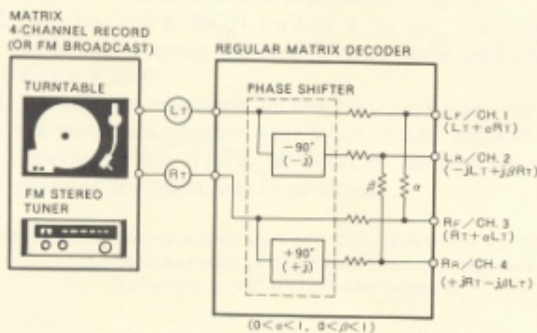 MATRIX
4-CHANNEL RECORD
(OR FM BROADCAST)
TURNTABLE
FM STEREO
TUNER
LT
RT
REGULAR MATRIX DECODER
PHASE SHIFTER
−90°
(−j)
+90°
(+j)
β
α
LF/CH.1
(LT+αRT)
LR/CH.2
(−jLT+jβRT)
RF/CH.3
(RT+αLT)
RR/CH.4
(+jRT−jβLT)
(0<α<1, 0<β<1)